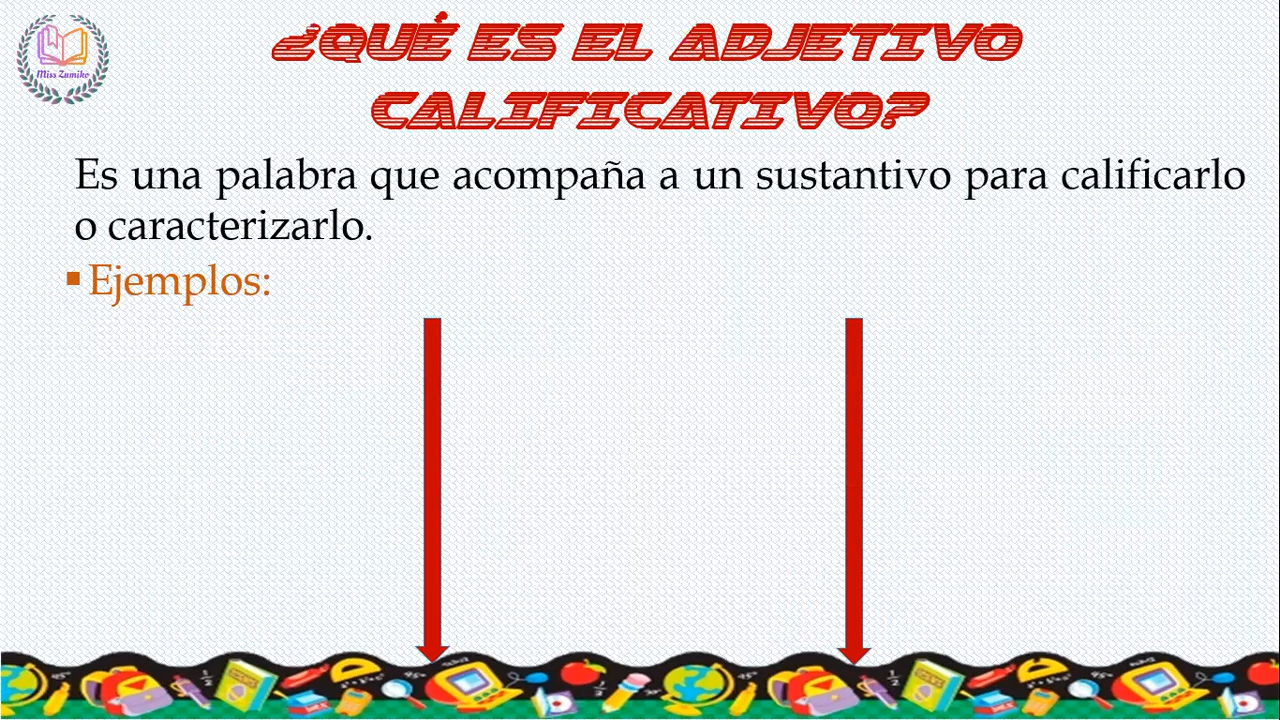 Miss Zumiko
¿QUÉ ES EL ADJETIVO
CALIFICATIVO?
Es una palabra que acompaña a un sustantivo para calificarlo
o caracterizarlo.
Ejemplos: